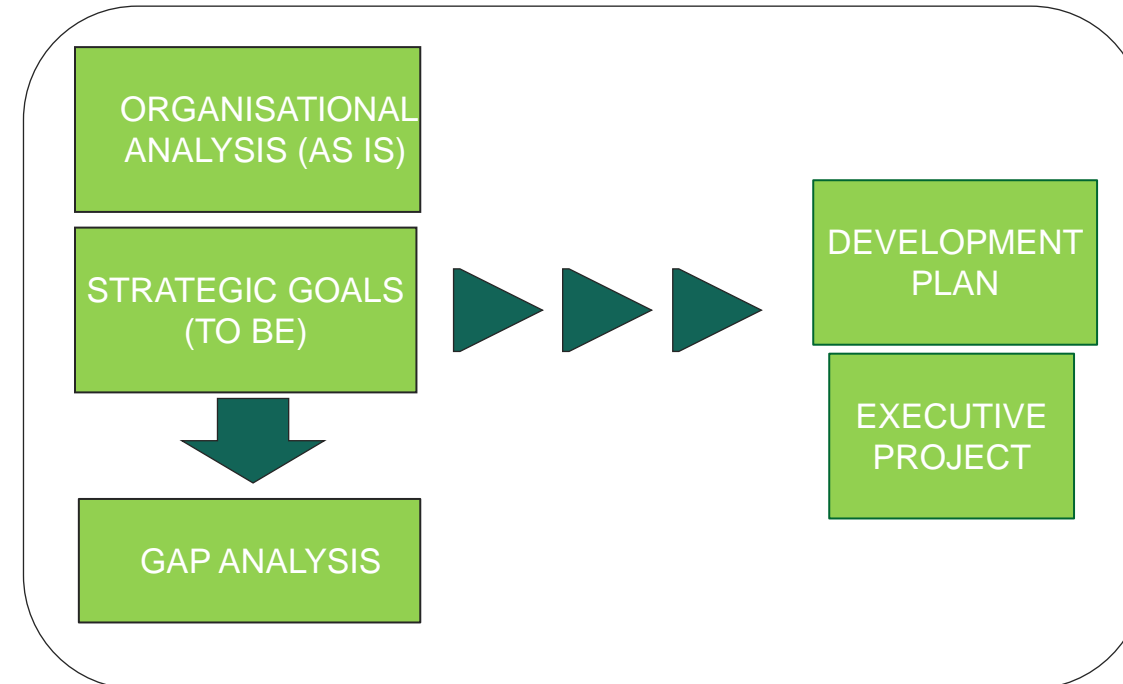 ORGANISATIONAL
ANALYSIS (AS IS)
STRATEGIC GOALS
(TO BE)
GAP ANALYSIS
DEVELOPMENT
PLAN
EXECUTIVE
PROJECT